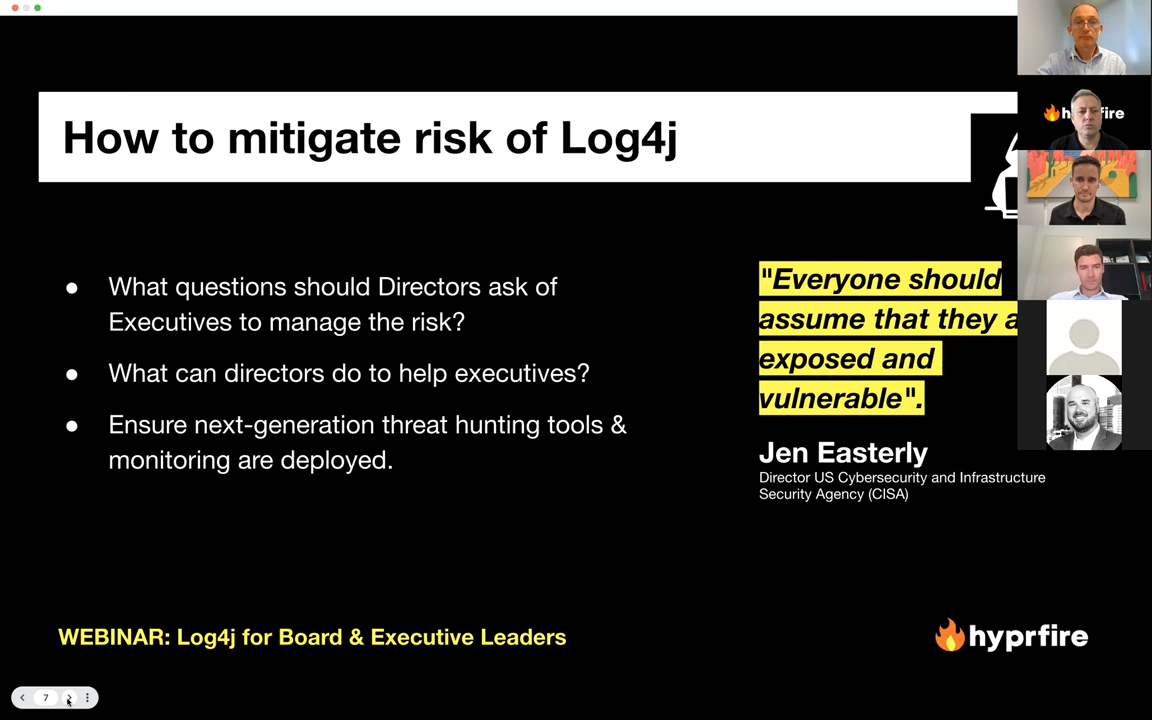 How to mitigate risk of Log4j
● What questions should Directors ask of
Executives to manage the risk?
● What can directors do to help executives?
● Ensure next-generation threat hunting tools &
monitoring are deployed.
"Everyone should
assume that they a
exposed and
vulnerable".
Jen Easterly
Director US Cybersecurity and Infrastructure
Security Agency (CISA)
WEBINAR: Log4j for Board & Executive Leaders
hyprfire
7